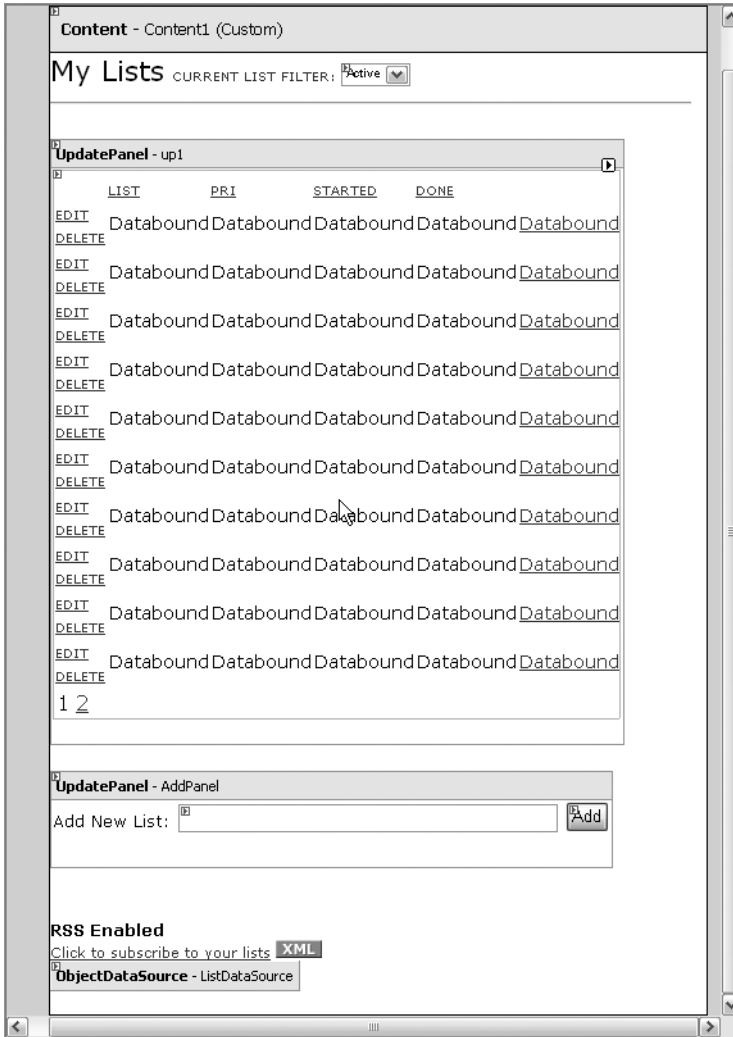 Content - Content1 (Custom)
My Lists CURRENT LIST FILTER: Active
UpdatePanel - up1
LIST PRI STARTED DONE
EDIT
DELETE Databound Databound Databound Databound Databound
EDIT
DELETE Databound Databound Databound Databound Databound
EDIT
DELETE Databound Databound Databound Databound Databound
EDIT
DELETE Databound Databound Databound Databound Databound
EDIT
DELETE Databound Databound Databound Databound Databound
EDIT
DELETE Databound Databound Databound Databound Databound
EDIT
DELETE Databound Databound Databound Databound Databound
EDIT
DELETE Databound Databound Databound Databound Databound
EDIT
DELETE Databound Databound Databound Databound Databound
EDIT
DELETE Databound Databound Databound Databound Databound
1 2
UpdatePanel - AddPanel
Add New List: Add
RSS Enabled
Click to subscribe to your lists XML
ObjectDataSource - ListDataSource